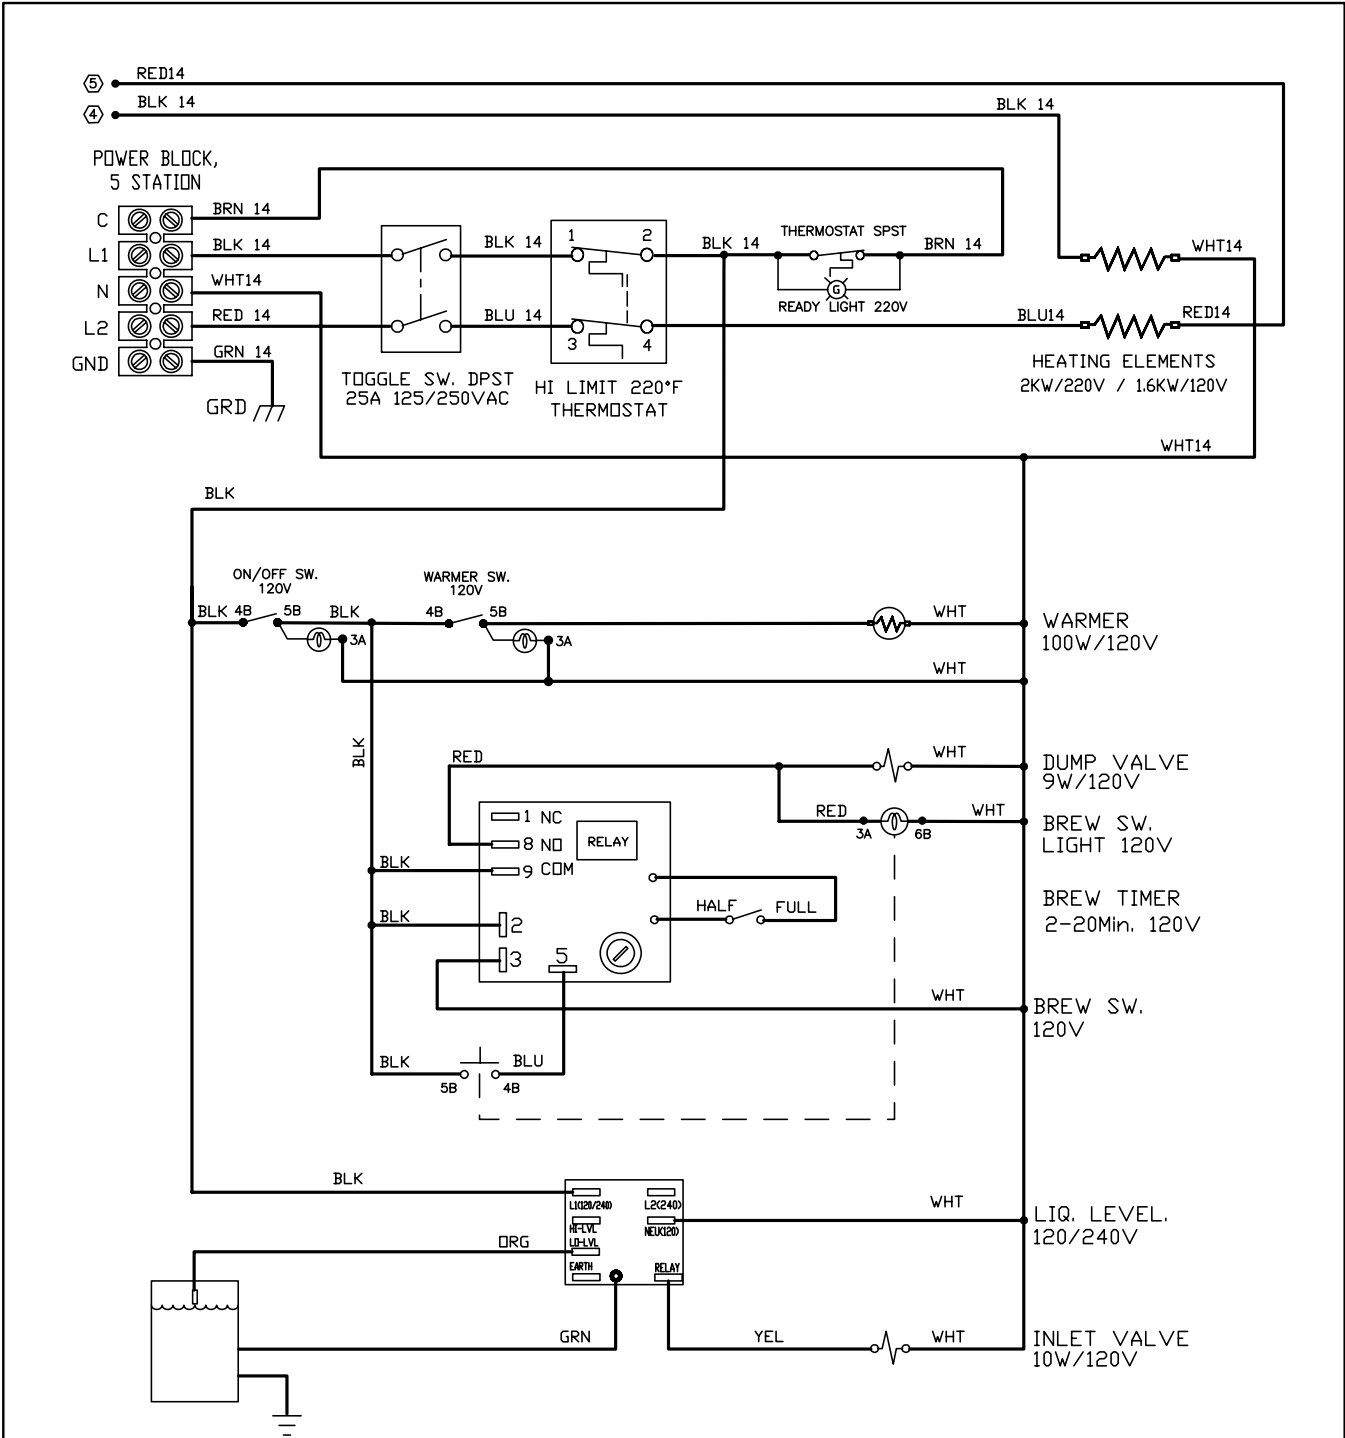 5 RED14
4 BLK 14 BLK 14
POWER BLOCK,
5 STATION
C BRN 14
L1 BLK 14 BLK 14 1 2 BLK 14 THERMOSTAT SPST BRN 14 WHT14
N WHT14
G
READY LIGHT 220V
L2 RED 14 BLU 14 3 4 BLU14 RED14
GND GRN 14
GRD
TOGGLE SW. DPST
25A 125/250VAC
HI LIMIT 220°F
THERMOSTAT
HEATING ELEMENTS
2KW/220V / 1.6KW/120V
WHT14
BLK
ON/OFF SW.
120V
WARMER SW.
120V
BLK 4B 5B BLK 4B 5B WHT
3A 3A
WARMER
100W/120V
WHT
BLK
RED WHT
DUMP VALVE
9W/120V
1 NC
8 NO
RELAY
RED 3A 6B WHT
BREW SW.
LIGHT 120V
BLK 9 COM
HALF FULL
BREW TIMER
2-20Min. 120V
BLK 2
3 5
WHT
BREW SW.
120V
BLK BLU
5B 4B
BLK
L1(120/240) L2(240)
HI-LVL NEU(120)
WHT
LIQ. LEVEL.
120/240V
ORG LO-LVL
EARTH RELAY
GRN YEL WHT
INLET VALVE
10W/120V